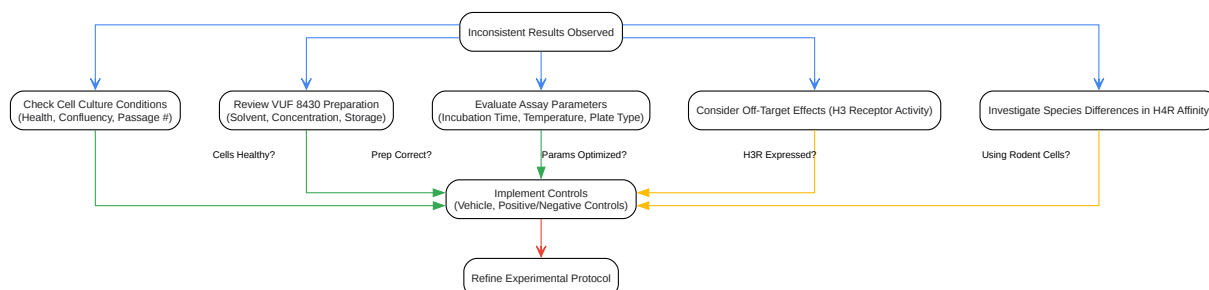 Inconsistent Results Observed
Check Cell Culture Conditions
(Health, Confluency, Passage #)
Review VUF 8430 Preparation
(Solvent, Concentration, Storage)
Evaluate Assay Parameters
(Incubation Time, Temperature, Plate Type)
Consider Off-Target Effects (H3 Receptor Activity)
Investigate Species Differences in H4R Affinity
Cells Healthy?
Prep Correct?
Params Optimized?
H3R Expressed?
Using Rodent Cells?
Implement Controls
(Vehicle, Positive/Negative Controls)
Refine Experimental Protocol